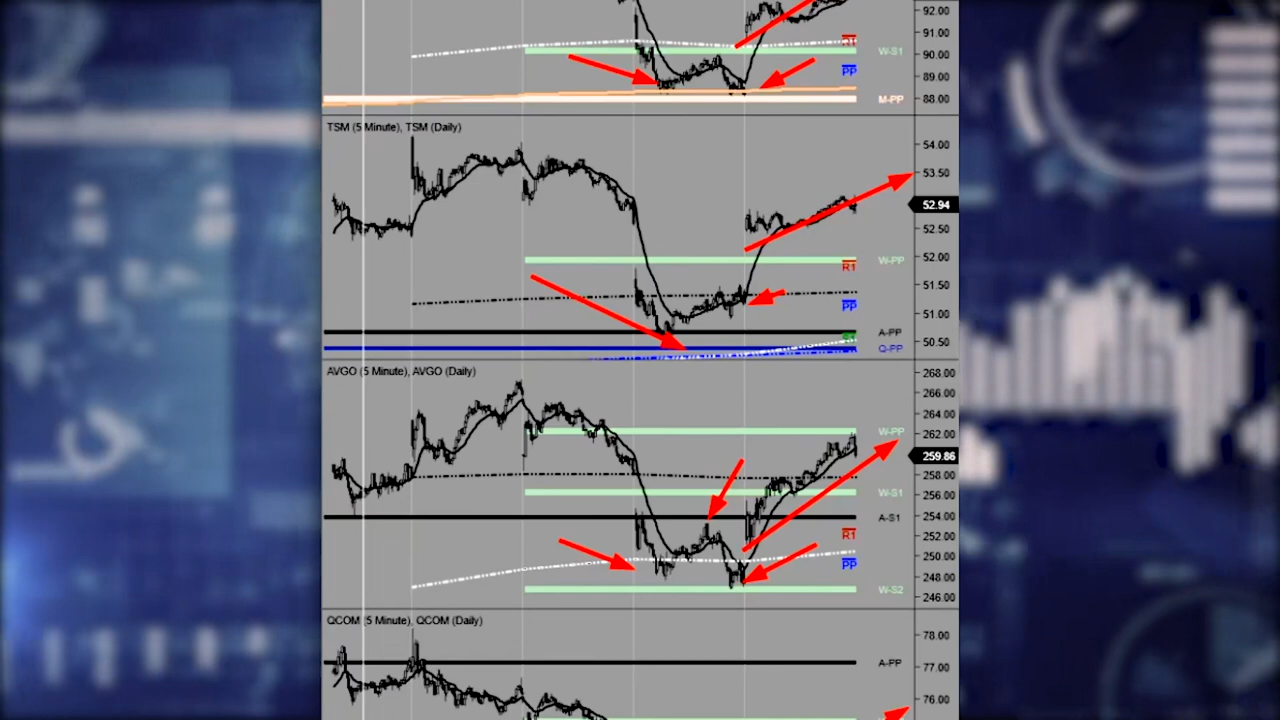 92.00
91.00
R1
W-S1
90.00
PP
89.00
M-PP
88.00
TSM (5 Minute), TSM (Daily)
54.00
53.50
52.94
52.50
W-PP
52.00
R1
51.50
PP
51.00
A-PP
50.50
Q-PP
AVGO (5 Minute), AVGO (Daily)
268.00
266.00
264.00
W-PP
262.00
259.86
258.00
W-S1
256.00
A-S1
254.00
R1
252.00
250.00
PP
248.00
W-S2
246.00
QCOM (5 Minute), QCOM (Daily)
78.00
A-PP
77.00
76.00